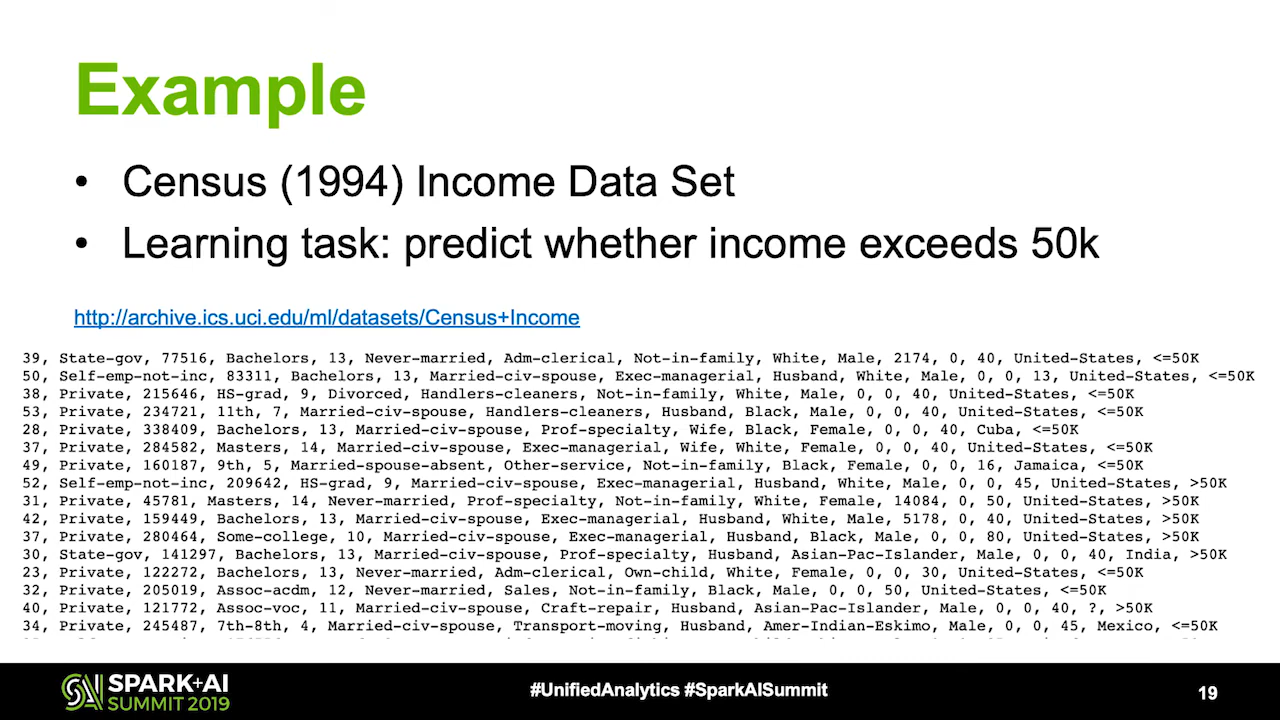 Example
• Census (1994) Income Data Set
• Learning task: predict whether income exceeds 50k
http://archive.ics.uci.edu/ml/datasets/Census+Income
39, State-gov, 77516, Bachelors, 13, Never-married, Adm-clerical, Not-in-family, White, Male, 2174, 0, 40, United-States, <=50K
50, Self-emp-not-inc, 83311, Bachelors, 13, Married-civ-spouse, Exec-managerial, Husband, White, Male, 0, 0, 13, United-States, <=50K
38, Private, 215646, HS-grad, 9, Divorced, Handlers-cleaners, Not-in-family, White, Male, 0, 0, 40, United-States, <=50K
53, Private, 234721, 11th, 7, Married-civ-spouse, Handlers-cleaners, Husband, Black, Male, 0, 0, 40, United-States, <=50K
28, Private, 338409, Bachelors, 13, Married-civ-spouse, Prof-specialty, Wife, Black, Female, 0, 0, 40, Cuba, <=50K
37, Private, 284582, Masters, 14, Married-civ-spouse, Exec-managerial, Wife, White, Female, 0, 0, 40, United-States, <=50K
49, Private, 160187, 9th, 5, Married-spouse-absent, Other-service, Not-in-family, Black, Female, 0, 0, 16, Jamaica, <=50K
52, Self-emp-not-inc, 209642, HS-grad, 9, Married-civ-spouse, Exec-managerial, Husband, White, Male, 0, 0, 45, United-States, >50K
31, Private, 45781, Masters, 14, Never-married, Prof-specialty, Not-in-family, White, Female, 14084, 0, 50, United-States, >50K
42, Private, 159449, Bachelors, 13, Married-civ-spouse, Exec-managerial, Husband, White, Male, 5178, 0, 40, United-States, >50K
37, Private, 280464, Some-college, 10, Married-civ-spouse, Exec-managerial, Husband, Black, Male, 0, 0, 80, United-States, >50K
30, State-gov, 141297, Bachelors, 13, Married-civ-spouse, Prof-specialty, Husband, Asian-Pac-Islander, Male, 0, 0, 40, India, >50K
23, Private, 122272, Bachelors, 13, Never-married, Adm-clerical, Own-child, White, Female, 0, 0, 30, United-States, <=50K
32, Private, 205019, Assoc-acdm, 12, Never-married, Sales, Not-in-family, Black, Male, 0, 0, 50, United-States, <=50K
40, Private, 121772, Assoc-voc, 11, Married-civ-spouse, Craft-repair, Husband, Asian-Pac-Islander, Male, 0, 0, 40, ?, >50K
34, Private, 245487, 7th-8th, 4, Married-civ-spouse, Transport-moving, Husband, Amer-Indian-Eskimo, Male, 0, 0, 45, Mexico, <=50K
SPARK+AI
SUMMIT 2019
#UnifiedAnalytics #SparkAISummit
19